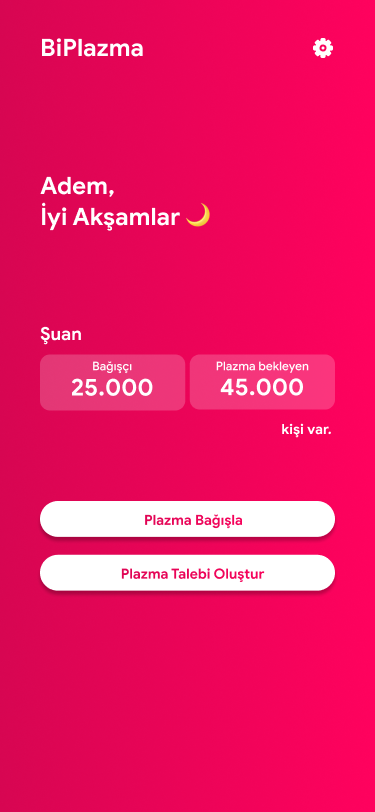 BiPlazma
Adem,
İyi Akşamlar 🌙
Şuan
Bağışçı
25.000
Plazma bekleyen
45.000
kişi var.
Plazma Bağışla
Plazma Talebi Oluştur